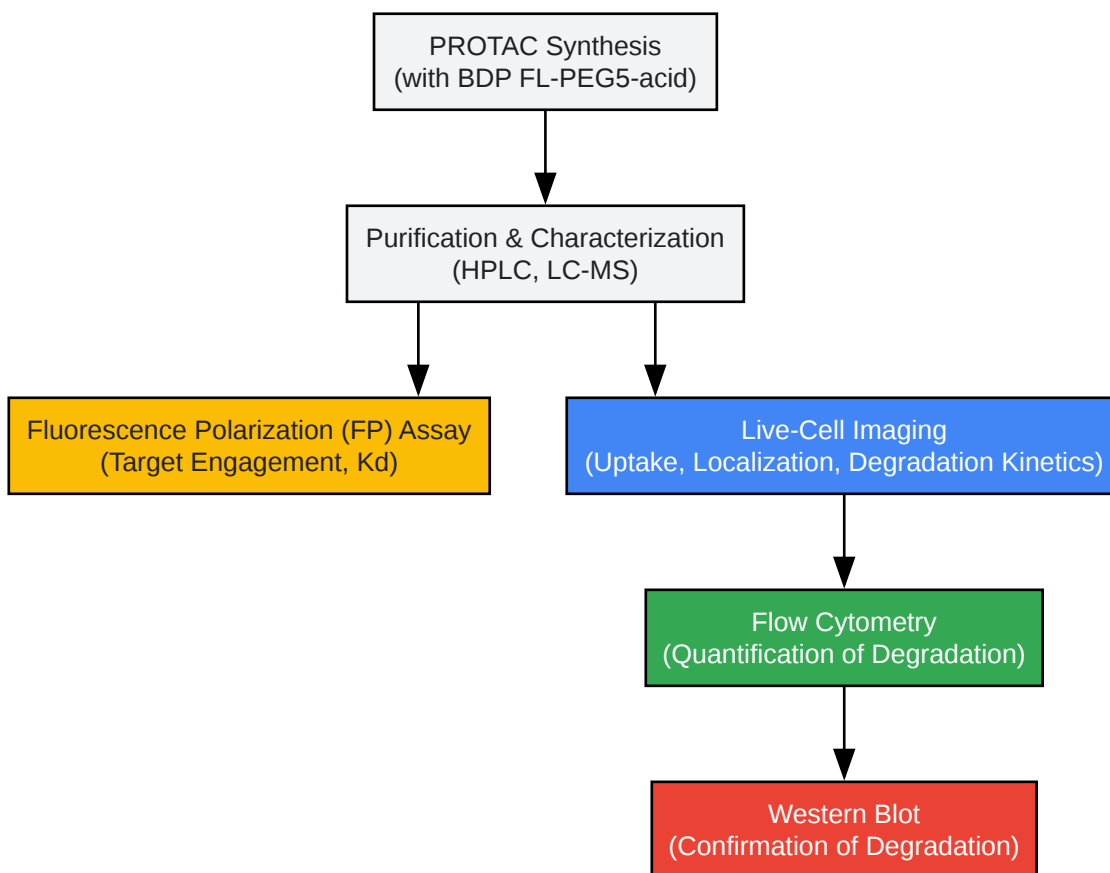 PROTAC Synthesis
(with BDP FL-PEG5-acid)
Purification & Characterization
(HPLC, LC-MS)
Fluorescence Polarization (FP) Assay
(Target Engagement, Kd)
Live-Cell Imaging
(Uptake, Localization, Degradation Kinetics)
Flow Cytometry
(Quantification of Degradation)
Western Blot
(Confirmation of Degradation)